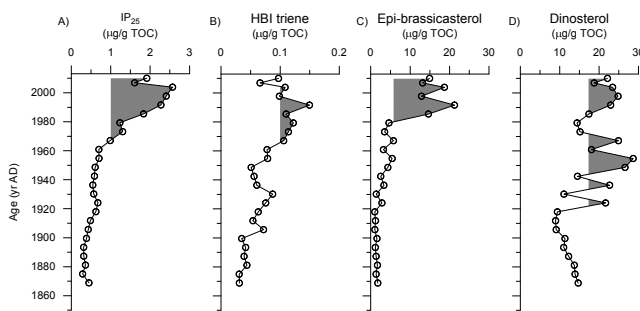 A) IP25 B) HBI triene C) Epi-brassicasterol D) Dinosterol
(µg/g TOC) (µg/g TOC) (µg/g TOC) (µg/g TOC)
0 1 2 3 0 0.1 0.2 0 10 20 30 0 10 20 30
2000
1980
1960
1940
1920
1900
1880
1860
Age (yr AD)